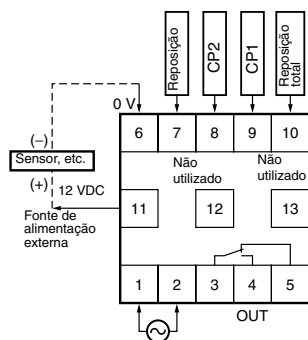 Reposição
CP2
CP1
Reposição
total
0 V
6
7
8
9
10
(–)
Sensor, etc.
(+)
12 VDC
Fonte de
alimentação
externa
Não
utilizado
Não
utilizado
11
12
13
1
2
3
4
5
OUT